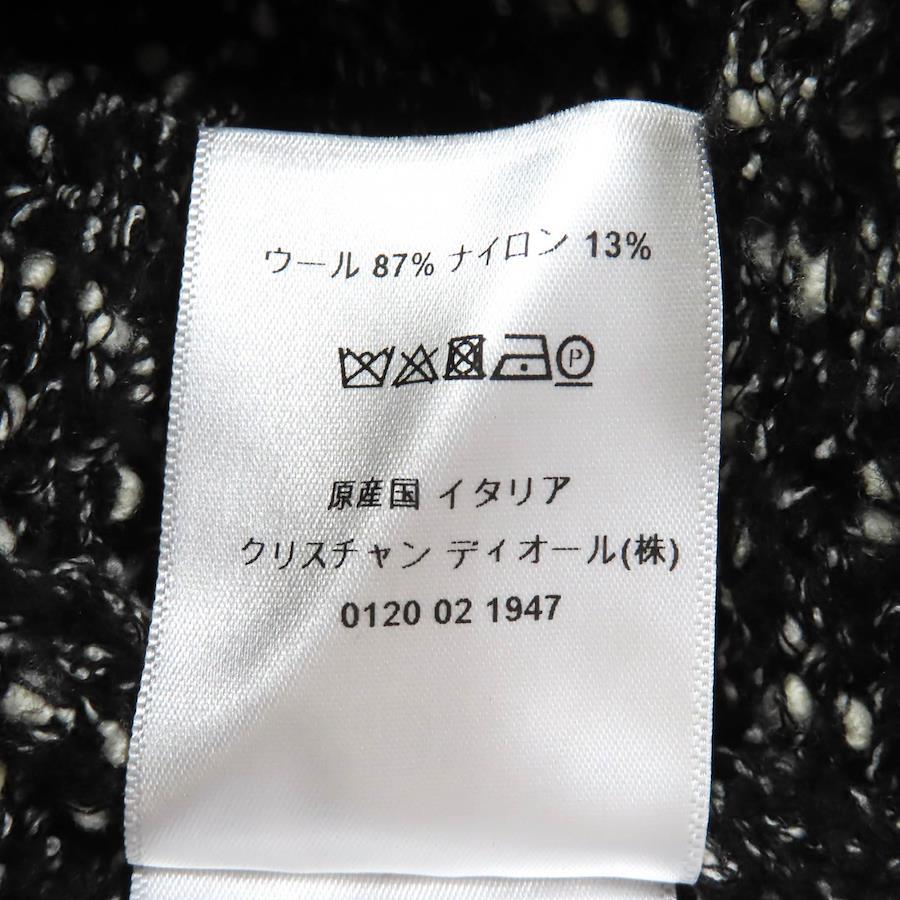 ウール 87% ナイロン 13%
P
原産国 イタリア
クリスチャン ディオール(株)
0120 02 1947